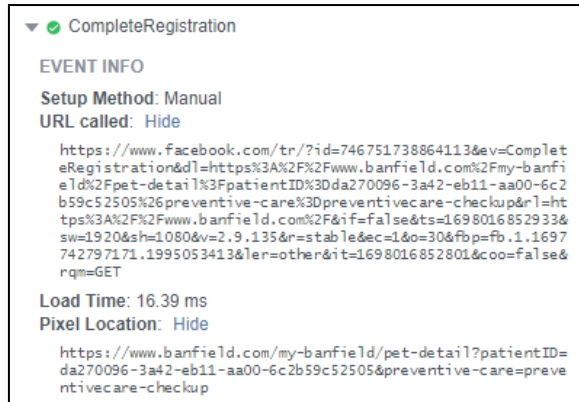 CompleteRegistration
EVENT INFO
Setup Method: Manual
URL called: Hide
https://www.facebook.com/tr/?id=746751738864113&ev=Complet
eRegistration&dl=https%3A%2F%2Fwww.banfield.com%2Fmy-banfi
eld%2Fpet-detail%3FpatientID%3Dda270096-3a42-eb11-aa00-6c2
b59c52505%26preventive-care%3Dpreventivecare-checkup&rl=ht
tps%3A%2F%2Fwww.banfield.com%2F&if=false&ts=1698016852933&
sw=1920&sh=1080&v=2.9.135&r=stable&ec=1&o=30&fbp=fb.1.1697
742797171.1995053413&ler=other&it=1698016852801&coo=false&
rqm=GET
Load Time: 16.39 ms
Pixel Location: Hide
https://www.banfield.com/my-banfield/pet-detail?patientID=
da270096-3a42-eb11-aa00-6c2b59c52505&preventive-care=preve
ntivecare-checkup